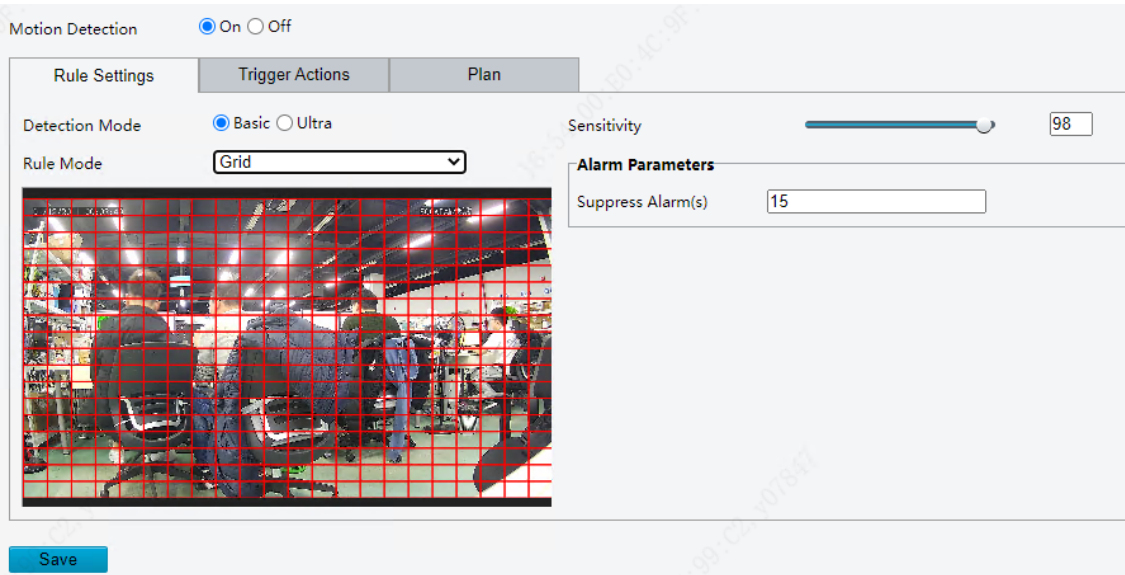 Motion Detection On Off
Rule Settings Trigger Actions Plan
Detection Mode Basic Ultra
Sensitivity 98
Rule Mode Grid
Alarm Parameters
Suppress Alarm(s) 15
Save